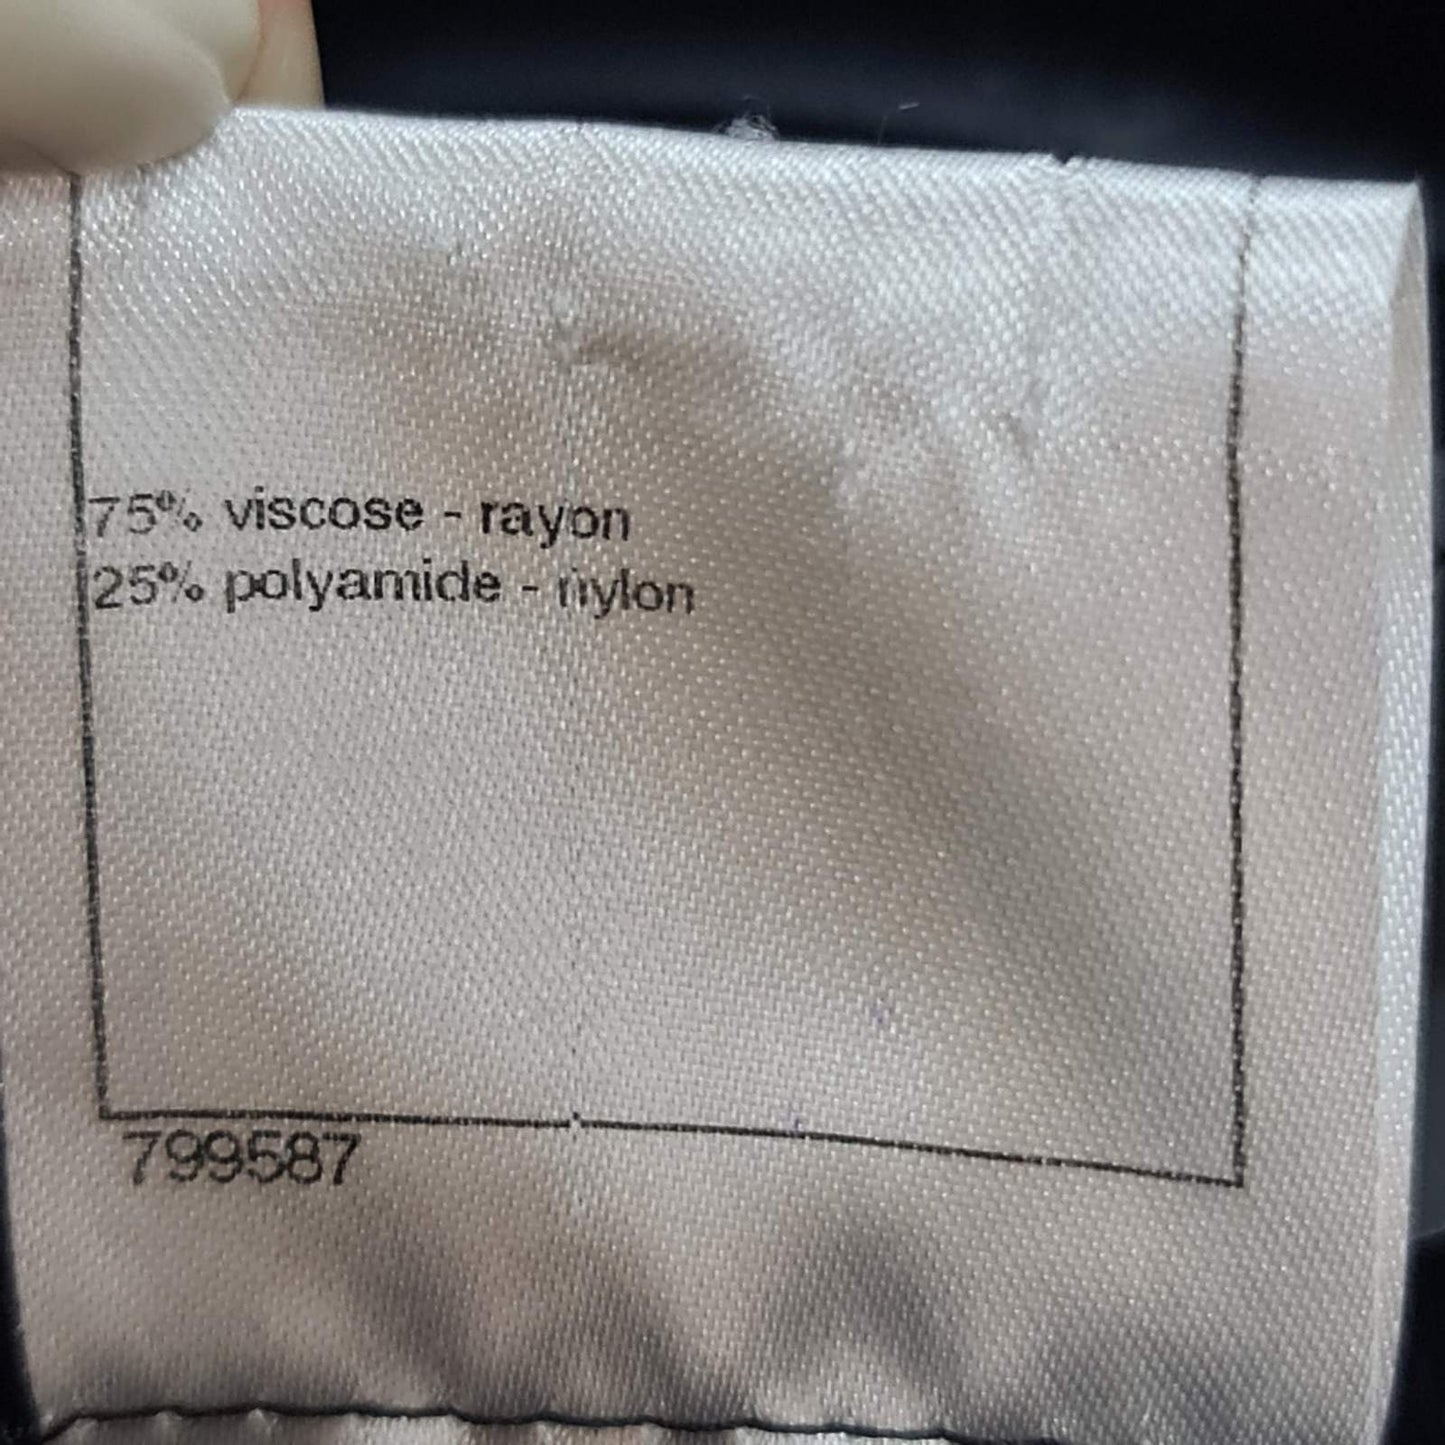 75% viscose - rayon
25% polyamide - nylon
799587